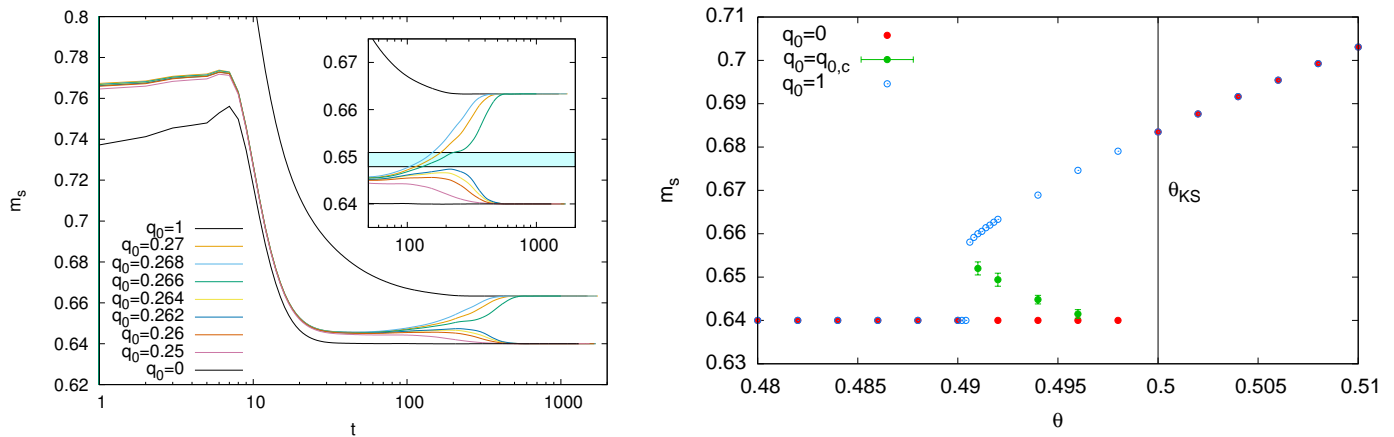 0.8
0.78
0.76
0.74
0.72
0.7
0.68
0.66
0.64
0.62
m_s
1 10 100 1000
t
q_0=1
q_0=0.27
q_0=0.268
q_0=0.266
q_0=0.264
q_0=0.262
q_0=0.26
q_0=0.25
q_0=0
0.67
0.66
0.65
0.64
100 1000
q_0=0
q_0=q_{0,c}
q_0=1
0.71
0.7
0.69
0.68
0.67
0.66
0.65
0.64
0.63
m_s
θ_{KS}
0.48 0.485 0.49 0.495 0.5 0.505 0.51
θ